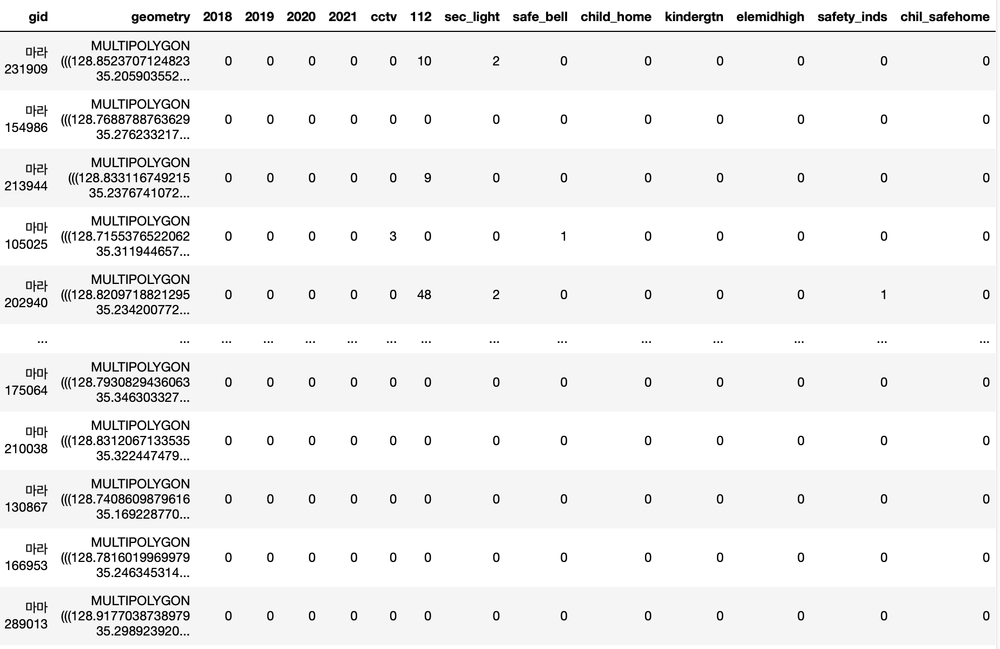 gid geometry 2018 2019 2020 2021 cctv 112 sec_light safe_bell child_home kindergtn elemidhigh safety_inds chil_safehome
마라 MULTIPOLYGON
231909 (((128.8523707124823 0 0 0 0 0 10 2 0 0 0 0 0 0
35.205903552...
마라 MULTIPOLYGON
154986 (((128.7688788763629 0 0 0 0 0 0 0 0 0 0 0 0 0
35.276233217...
마라 MULTIPOLYGON
213944 (((128.833116749215 0 0 0 0 0 9 0 0 0 0 0 0 0
35.2376741072...
마마 MULTIPOLYGON
105025 (((128.7155376522062 0 0 0 0 3 0 0 1 0 0 0 0 0
35.311944657...
마라 MULTIPOLYGON
202940 (((128.8209718821295 0 0 0 0 0 48 2 0 0 0 0 1 0
35.234200772...
... ... ... ... ... ... ... ... ... ... ... ... ... ... ...
마마 MULTIPOLYGON
175064 (((128.7930829436063 0 0 0 0 0 0 0 0 0 0 0 0 0
35.346303327...
마마 MULTIPOLYGON
210038 (((128.8312067133535 0 0 0 0 0 0 0 0 0 0 0 0 0
35.322447479...
마라 MULTIPOLYGON
130867 (((128.7408609879616 0 0 0 0 0 0 0 0 0 0 0 0 0
35.169228770...
마라 MULTIPOLYGON
166953 (((128.7816019969979 0 0 0 0 0 0 0 0 0 0 0 0 0
35.246345314...
마마 MULTIPOLYGON
289013 (((128.9177038738979 0 0 0 0 0 0 0 0 0 0 0 0 0
35.298923920...